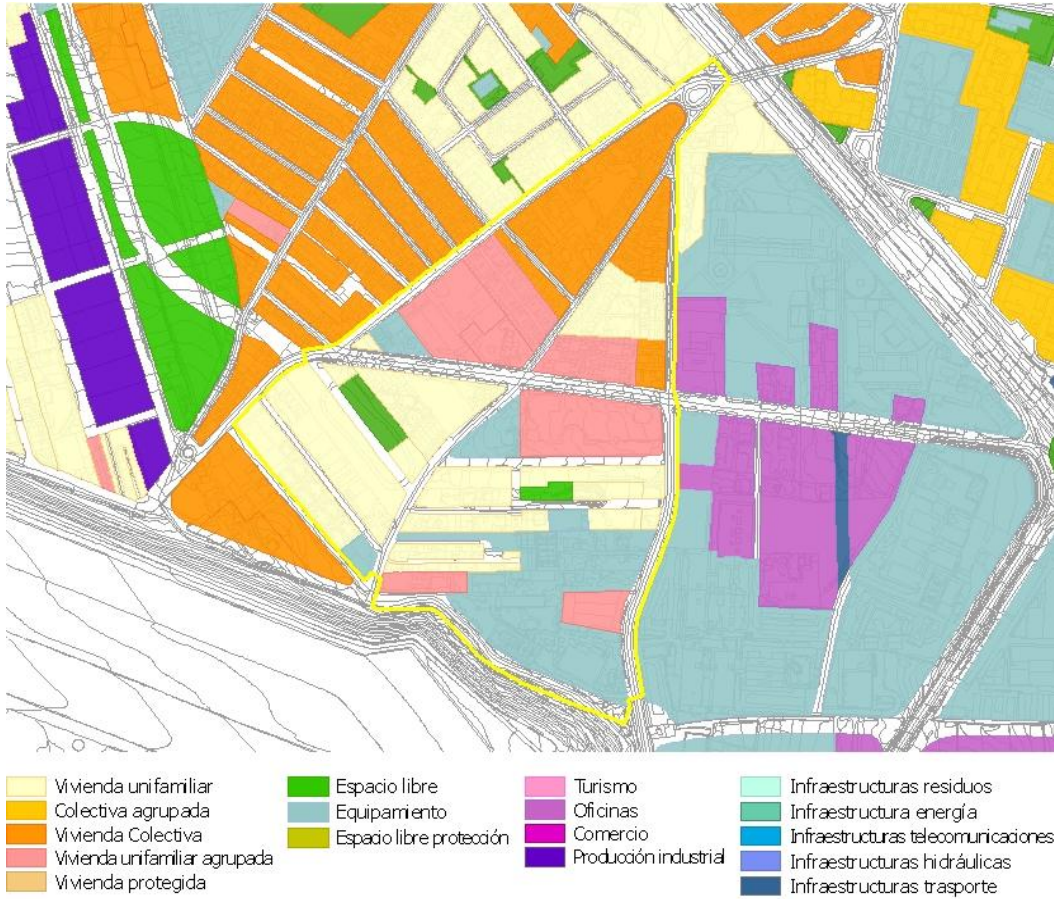 Vivienda unifamiliar
Colectiva agrupada
Vivienda Colectiva
Vivienda unifamiliar agrupada
Vivienda protegida
Espacio libre
Equipamiento
Espacio libre protección
Turismo
Oficinas
Comercio
Producción industrial
Infraestructuras residuos
Infraestructura energía
Infraestructuras telecomunicaciones
Infraestructuras hidráulicas
Infraestructuras trasporte